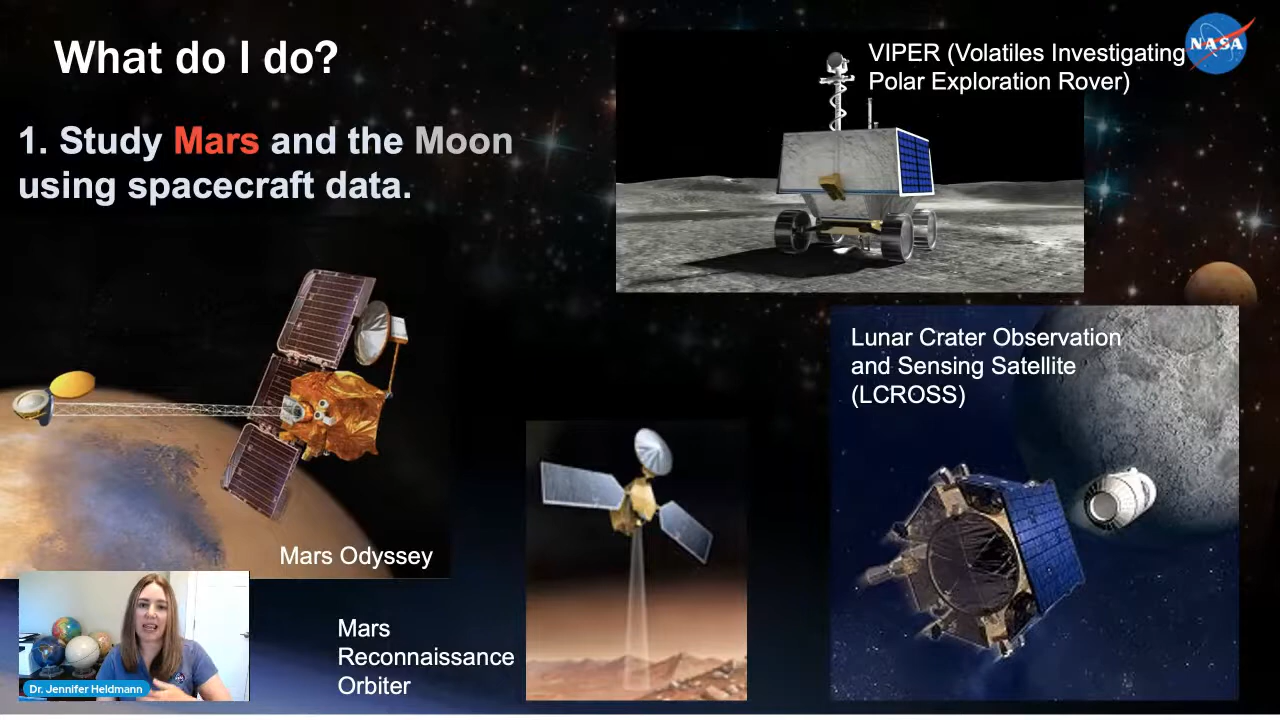 What do I do?
1. Study Mars and the Moon
using spacecraft data.
VIPER (Volatiles Investigating
Polar Exploration Rover)
NASA
Lunar Crater Observation
and Sensing Satellite
(LCROSS)
Mars Odyssey
Mars
Reconnaissance
Orbiter
Dr. Jennifer Heldmann